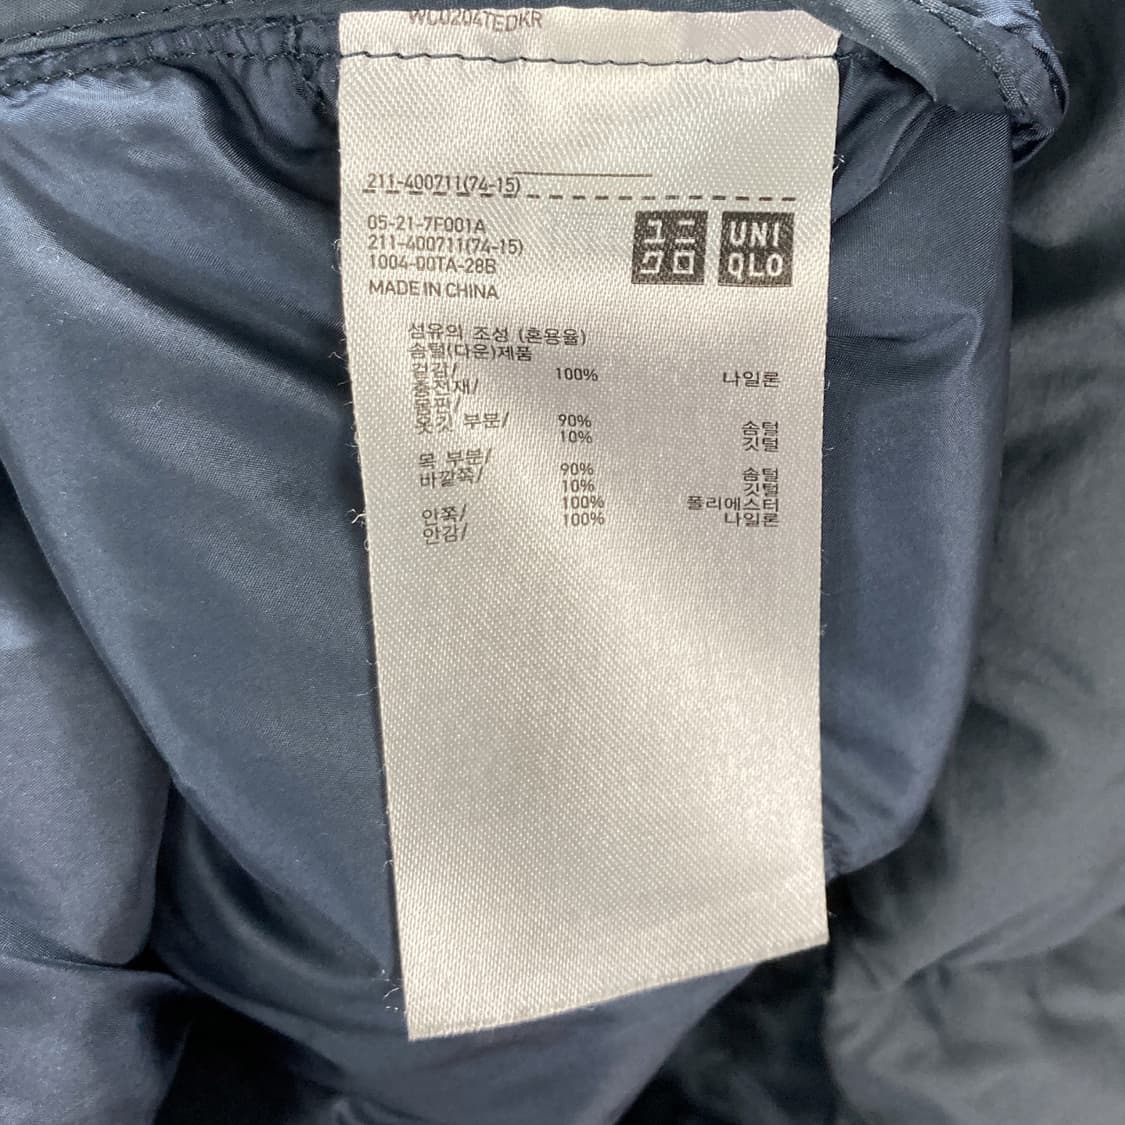 WC0204TEDKR
211-400711(74-15)
05-21-7F001A
211-400711(74-15)
1004-00TA-28B
MADE IN CHINA
ユニ
クロ
UNI
QLO
섬유의 조성 (혼용율)
솜털(다운)제품
겉감/ 100% 나일론
충전재/
몸판/
옷깃 부분/ 90% 솜털
10% 깃털
목 부분/
바깥쪽/ 90% 솜털
10% 깃털
안쪽/ 100% 폴리에스터
안감/ 100% 나일론